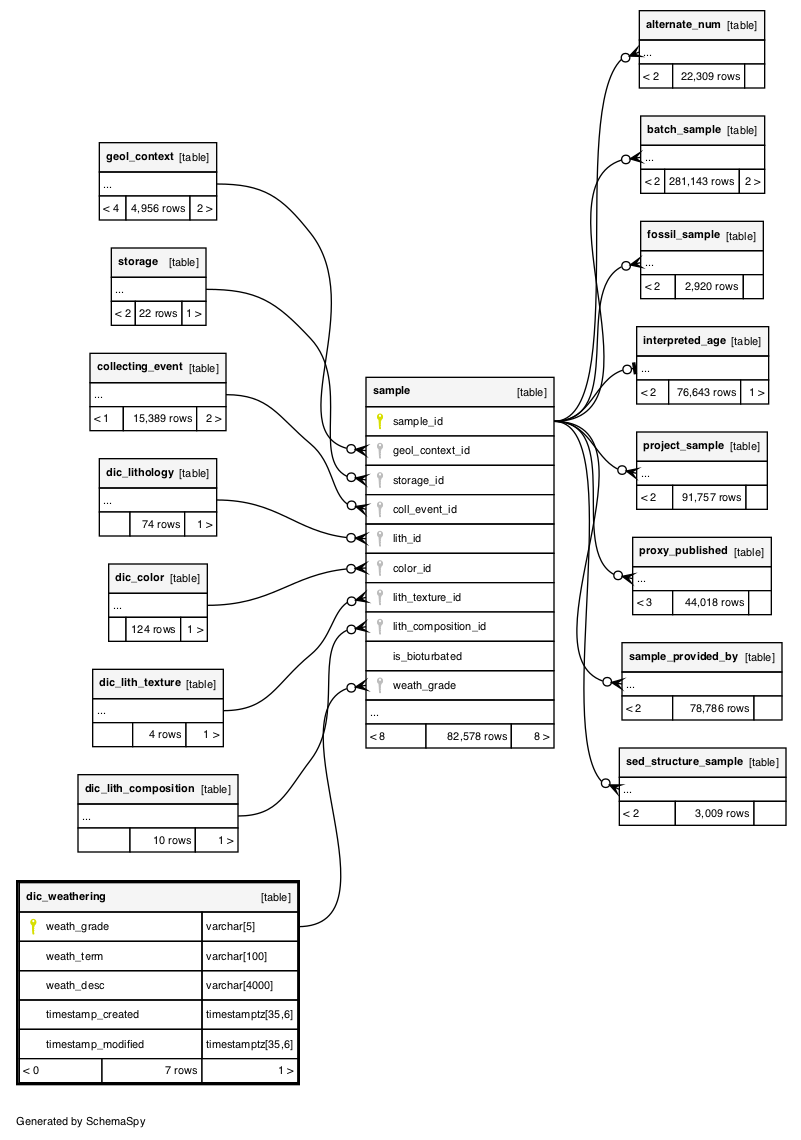 alternate_num [table]
...
< 2 22,309 rows
batch_sample [table]
...
< 2 281,143 rows 2 >
geol_context [table]
...
< 4 4,956 rows 2 >
fossil_sample [table]
...
< 2 2,920 rows
storage [table]
...
< 2 22 rows 1 >
interpreted_age [table]
...
< 2 76,643 rows 1 >
collecting_event [table]
...
< 1 15,389 rows 2 >
sample [table]
sample_id
geol_context_id
storage_id
coll_event_id
lith_id
color_id
lith_texture_id
lith_composition_id
is_bioturbated
weath_grade
...
< 8 82,578 rows 8 >
project_sample [table]
...
< 2 91,757 rows
dic_lithology [table]
...
74 rows 1 >
proxy_published [table]
...
< 3 44,018 rows
dic_color [table]
...
124 rows 1 >
sample_provided_by [table]
...
< 2 78,786 rows
dic_lith_texture [table]
...
4 rows 1 >
sed_structure_sample [table]
...
< 2 3,009 rows
dic_lith_composition [table]
...
10 rows 1 >
dic_weathering [table]
weath_grade varchar[5]
weath_term varchar[100]
weath_desc varchar[4000]
timestamp_created timestamptz[35,6]
timestamp_modified timestamptz[35,6]
< 0 7 rows 1 >
Generated by SchemaSpy